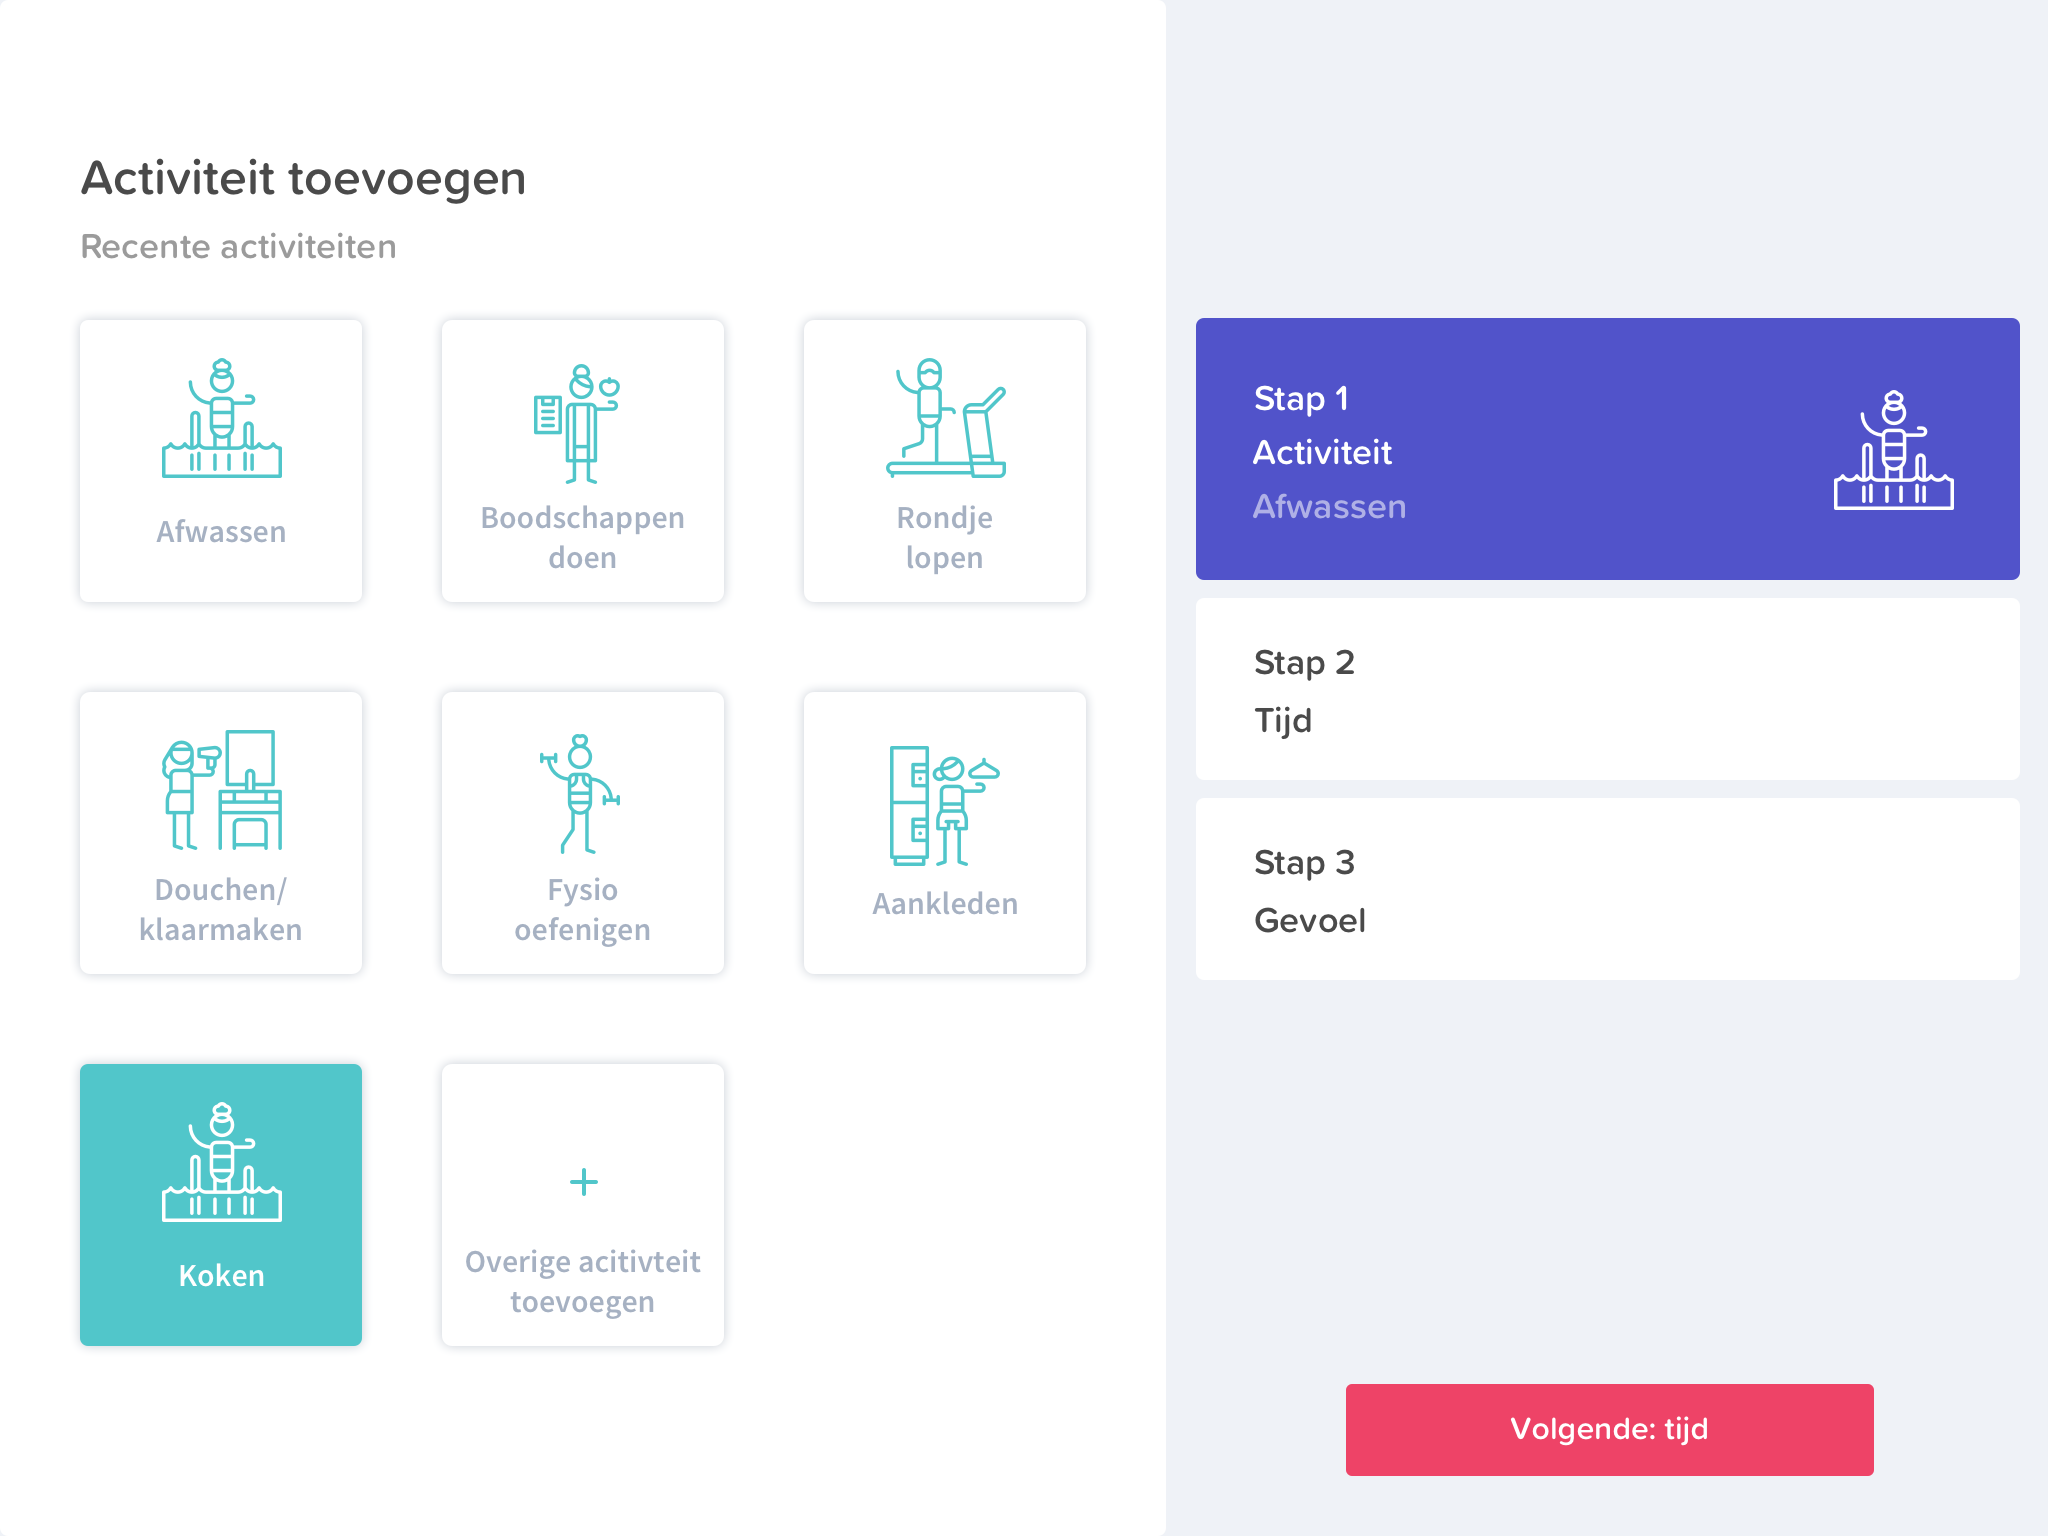 Activiteit toevoegen
Recente activiteiten
Afwassen
Boodschappen
doen
Rondje
lopen
Douchen/
klaarmaken
Fysio
oefenigen
Aankleden
Koken
Overige acitivteit
toevoegen
Stap 1
Activiteit
Afwassen
Stap 2
Tijd
Stap 3
Gevoel
Volgende: tijd